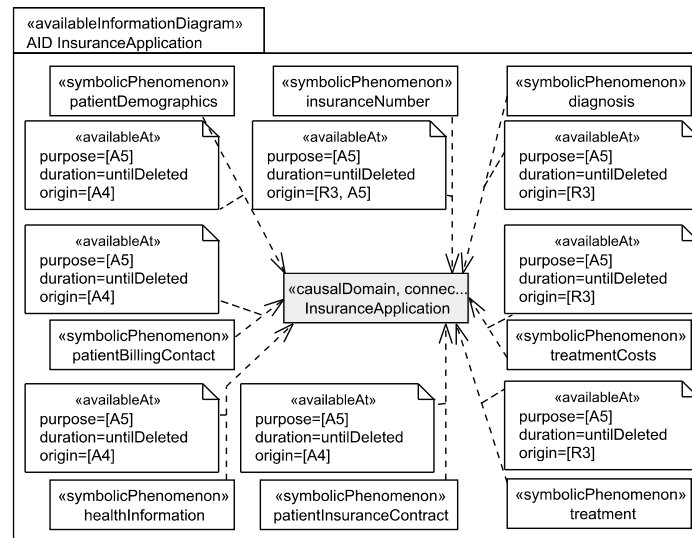 «availableInformationDiagram»
AID InsuranceApplication
«symbolicPhenomenon»
patientDemographics
«symbolicPhenomenon»
insuranceNumber
«symbolicPhenomenon»
diagnosis
«availableAt»
purpose=[A5]
duration=untilDeleted
origin=[A4]
«availableAt»
purpose=[A5]
duration=untilDeleted
origin=[R3, A5]
«availableAt»
purpose=[A5]
duration=untilDeleted
origin=[R3]
«availableAt»
purpose=[A5]
duration=untilDeleted
origin=[A4]
«causalDomain, connec...
InsuranceApplication
«availableAt»
purpose=[A5]
duration=untilDeleted
origin=[R3]
«symbolicPhenomenon»
patientBillingContact
«symbolicPhenomenon»
treatmentCosts
«availableAt»
purpose=[A5]
duration=untilDeleted
origin=[A4]
«availableAt»
purpose=[A5]
duration=untilDeleted
origin=[A4]
«availableAt»
purpose=[A5]
duration=untilDeleted
origin=[R3]
«symbolicPhenomenon»
healthInformation
«symbolicPhenomenon»
patientInsuranceContract
«symbolicPhenomenon»
treatment